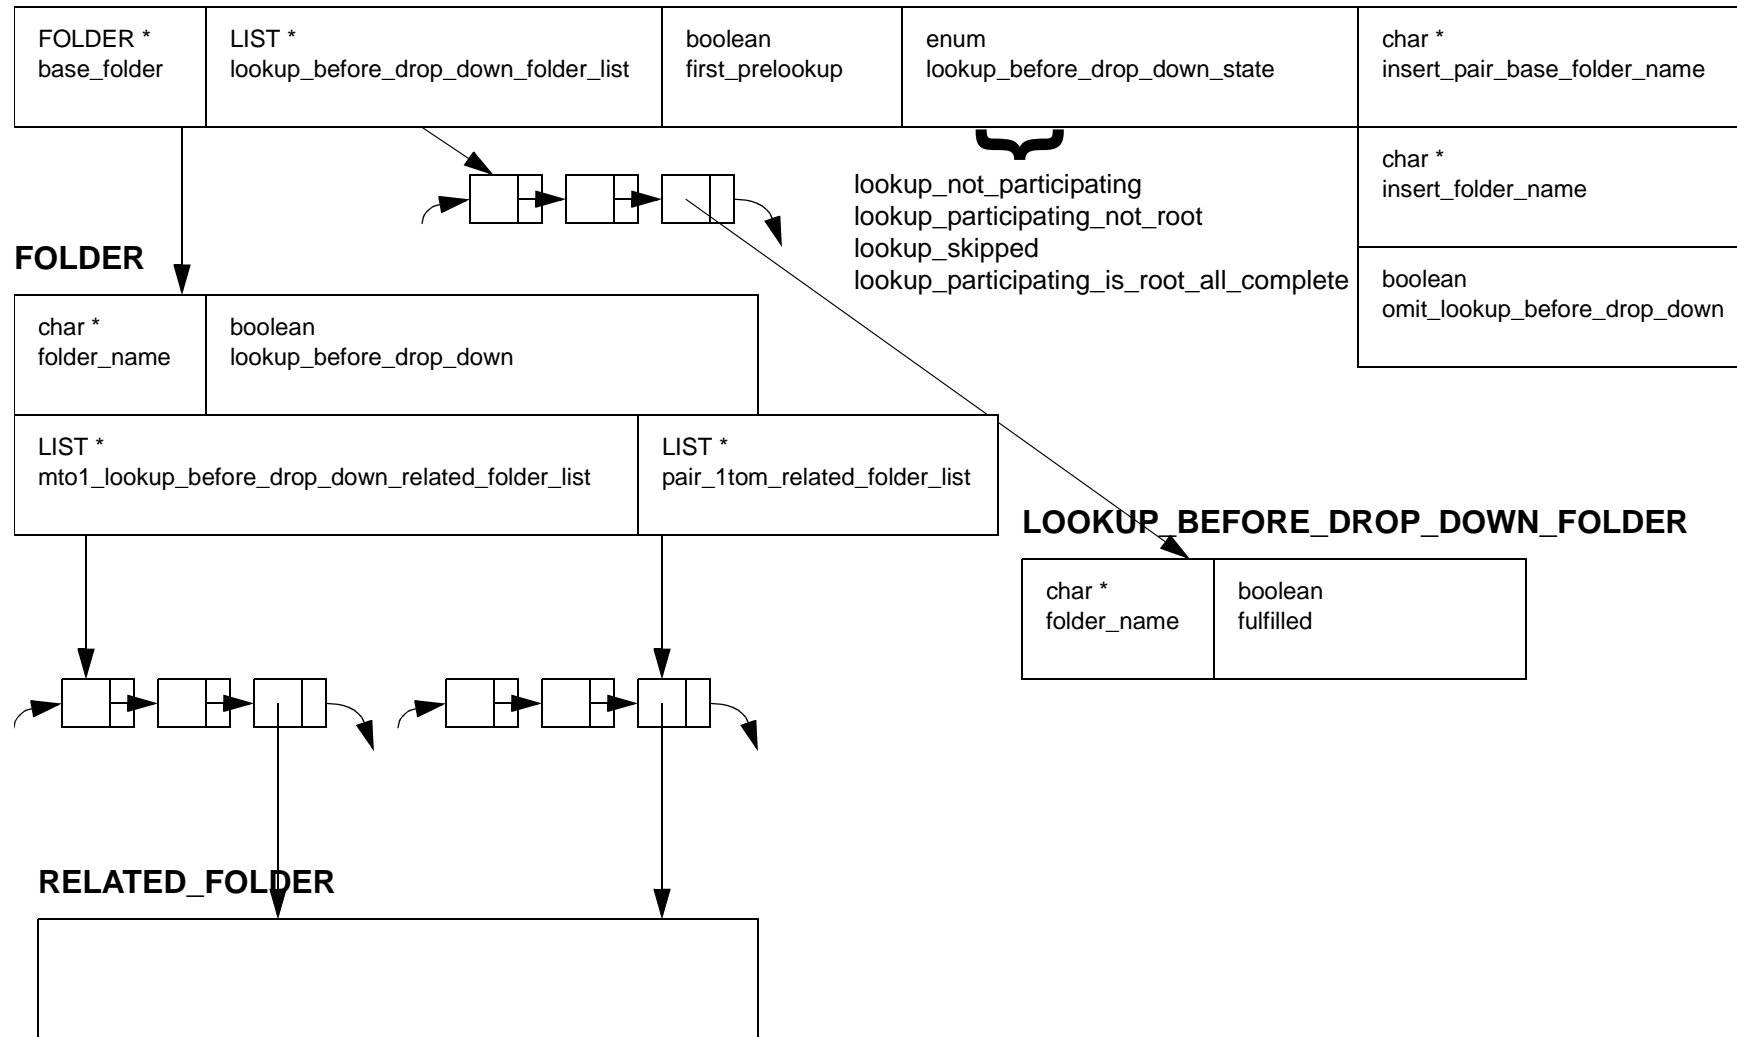 FOLDER *
base_folder
LIST *
lookup_before_drop_down_folder_list
boolean
first_prelookup
enum
lookup_before_drop_down_state
char *
insert_pair_base_folder_name
char *
insert_folder_name
boolean
omit_lookup_before_drop_down
lookup_not_participating
lookup_participating_not_root
lookup_skipped
lookup_participating_is_root_all_complete
FOLDER
char *
folder_name
boolean
lookup_before_drop_down
LIST *
mto1_lookup_before_drop_down_related_folder_list
LIST *
pair_1tom_related_folder_list
LOOKUP_BEFORE_DROP_DOWN_FOLDER
char *
folder_name
boolean
fulfilled
RELATED_FOLDER